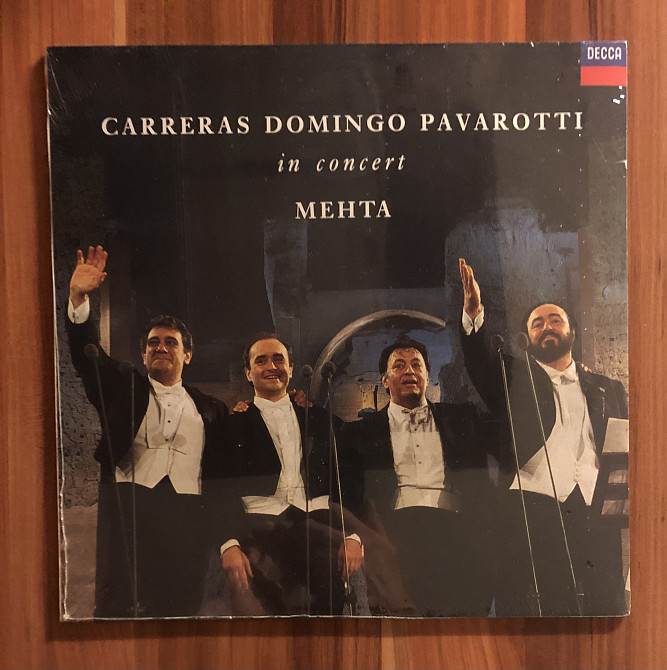 DECCA
CARRERAS DOMINGO PAVAROTTI
in concert
MEHTA